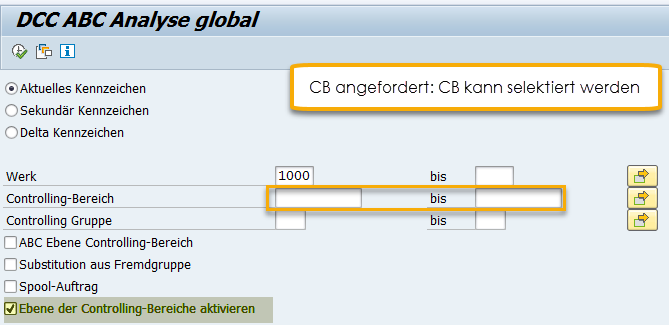 DCC ABC Analyse global
CB angefordert: CB kann selektiert werden
Aktuelles Kennzeichen
Sekundär Kennzeichen
Delta Kennzeichen
Werk 1000 bis
Controlling-Bereich bis
Controlling Gruppe bis
ABC Ebene Controlling-Bereich
Substitution aus Fremdgruppe
Spool-Auftrag
Ebene der Controlling-Bereiche aktivieren